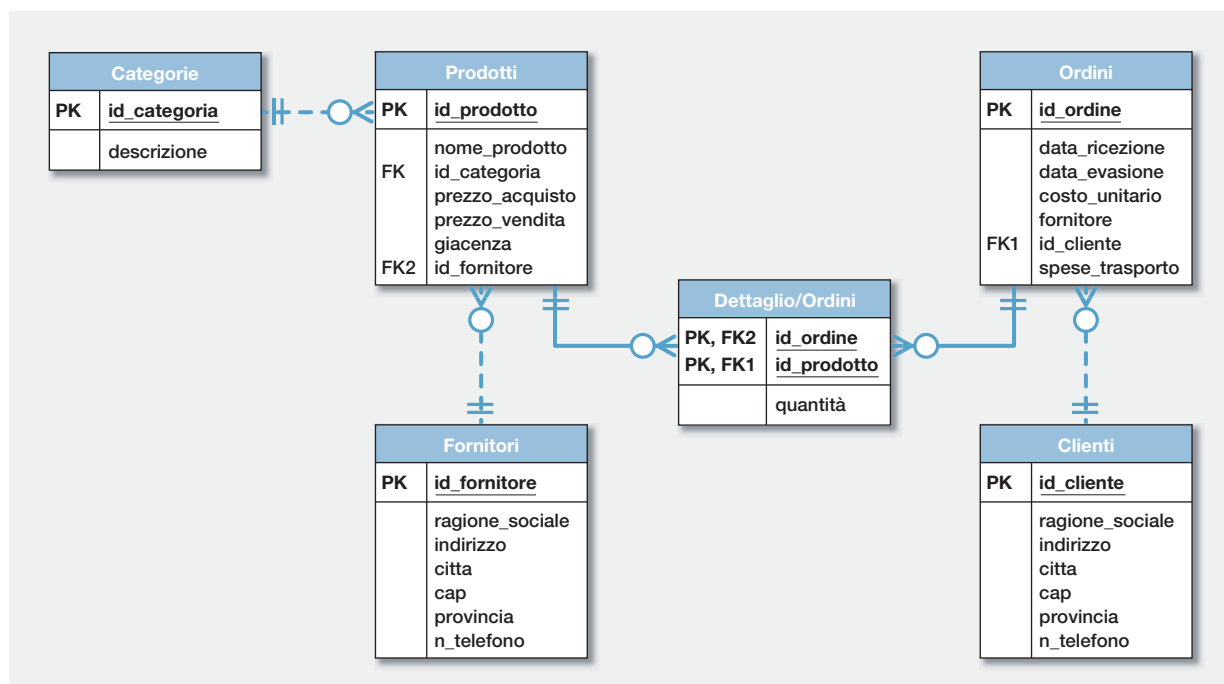 Categorie
PK id_categoria
descrizione
Prodotti
PK id_prodotto
nome_prodotto
FK id_categoria
prezzo_acquisto
prezzo_vendita
giacenza
FK2 id_fornitore
Ordini
PK id_ordine
data_ricezione
data_evasione
costo_unitario
fornitore
FK1 id_cliente
spese_trasporto
Dettaglio/Ordini
PK, FK2 id_ordine
PK, FK1 id_prodotto
quantità
Fornitori
PK id_fornitore
ragione_sociale
indirizzo
citta
cap
provincia
n_telefono
Clienti
PK id_cliente
ragione_sociale
indirizzo
citta
cap
provincia
n_telefono